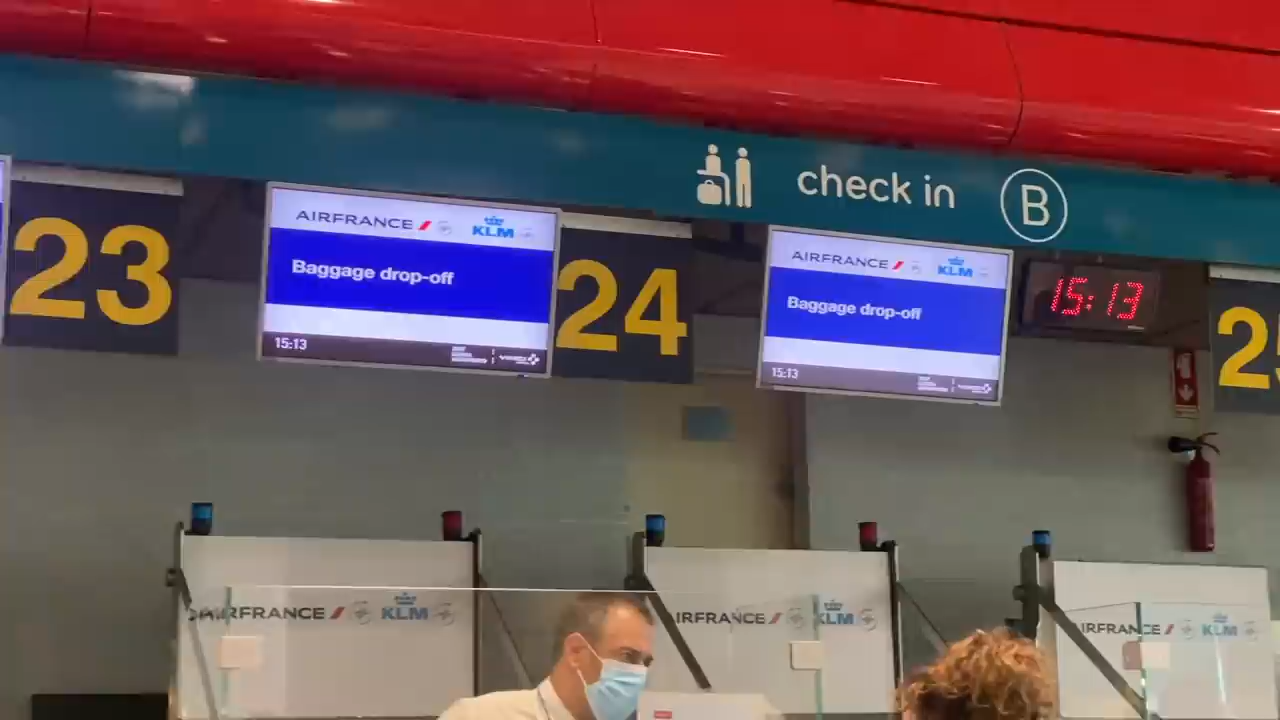 check in B
23
AIRFRANCE KLM
Baggage drop-off
15:13
24
AIRFRANCE KLM
Baggage drop-off
15:13
15:13
AIRFRANCE KLM
AIRFRANCE KLM
AIRFRANCE KLM